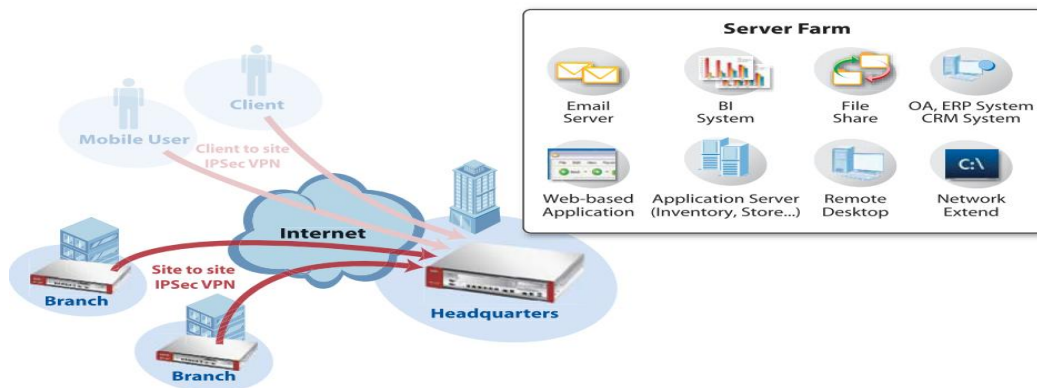 Server Farm
Email
Server
BI
System
File
Share
OA, ERP System
CRM System
Web-based
Application
Application Server
(Inventory, Store...)
C:\
Remote
Desktop
Network
Extend
Client
Mobile User
Client to site
IPSec VPN
Internet
Site to site
IPSec VPN
Branch
Headquarters
Branch